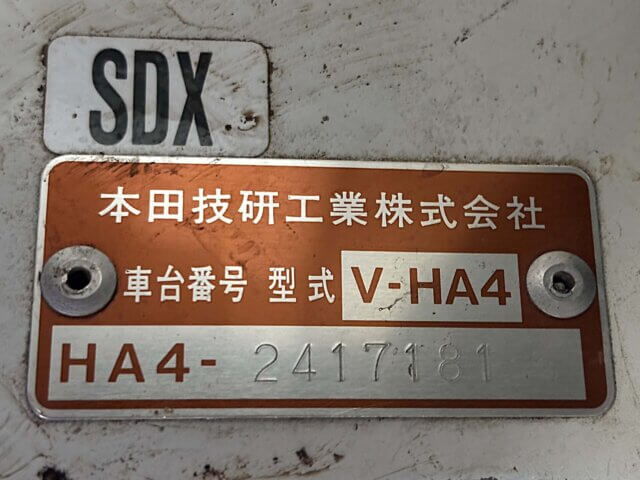 SDX
本田技研工業株式会社
車台番号 型式 V-HA4
HA4- 2417181